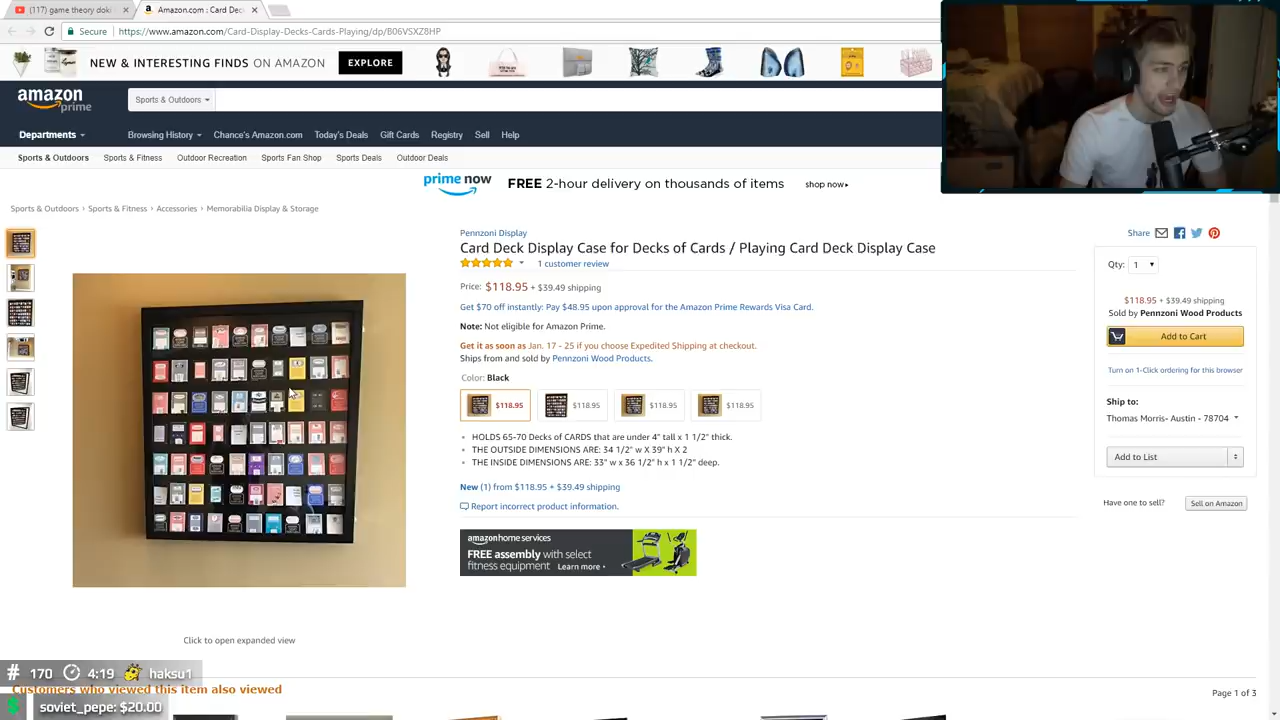 (117) game theory doki
Amazon.com : Card Dec
Secure
https://www.amazon.com/Card-Display-Decks-Cards-Playing/dp/B06VSXZ8HP
NEW & INTERESTING FINDS ON AMAZON
EXPLORE
amazon prime
Sports & Outdoors
Departments
Browsing History
Chance's Amazon.com
Today's Deals
Gift Cards
Registry
Sell
Help
Sports & Outdoors
Sports & Fitness
Outdoor Recreation
Sports Fan Shop
Sports Deals
Outdoor Deals
prime now
FREE 2-hour delivery on thousands of items
shop now▸
Sports & Outdoors › Sports & Fitness › Accessories › Memorabilia Display & Storage
Pennzoni Display
Card Deck Display Case for Decks of Cards / Playing Card Deck Display Case
1 customer review
Price: $118.95 + $39.49 shipping
Get $70 off instantly: Pay $48.95 upon approval for the Amazon Prime Rewards Visa Card.
Note: Not eligible for Amazon Prime.
Get it as soon as Jan. 17 - 25 if you choose Expedited Shipping at checkout.
Ships from and sold by Pennzoni Wood Products.
Color: Black
$118.95
$118.95
$118.95
$118.95
HOLDS 65-70 Decks of CARDS that are under 4" tall x 1 1/2" thick.
THE OUTSIDE DIMENSIONS ARE: 34 1/2" w X 39" h X 2
THE INSIDE DIMENSIONS ARE: 33" w x 36 1/2" h x 1 1/2" deep.
New (1) from $118.95 + $39.49 shipping
Report incorrect product information.
amazonhome services
FREE assembly with select
fitness equipment Learn more ▸
Share
Qty: 1
$118.95 + $39.49 shipping
Sold by Pennzoni Wood Products
Add to Cart
Turn on 1-Click ordering for this browser
Ship to:
Thomas Morris- Austin - 78704
Add to List
Have one to sell?
Sell on Amazon
Click to open expanded view
# 170
4:19
haksu1
Customers who viewed this item also viewed
Page 1 of 3
$
soviet_pepe: $20.00